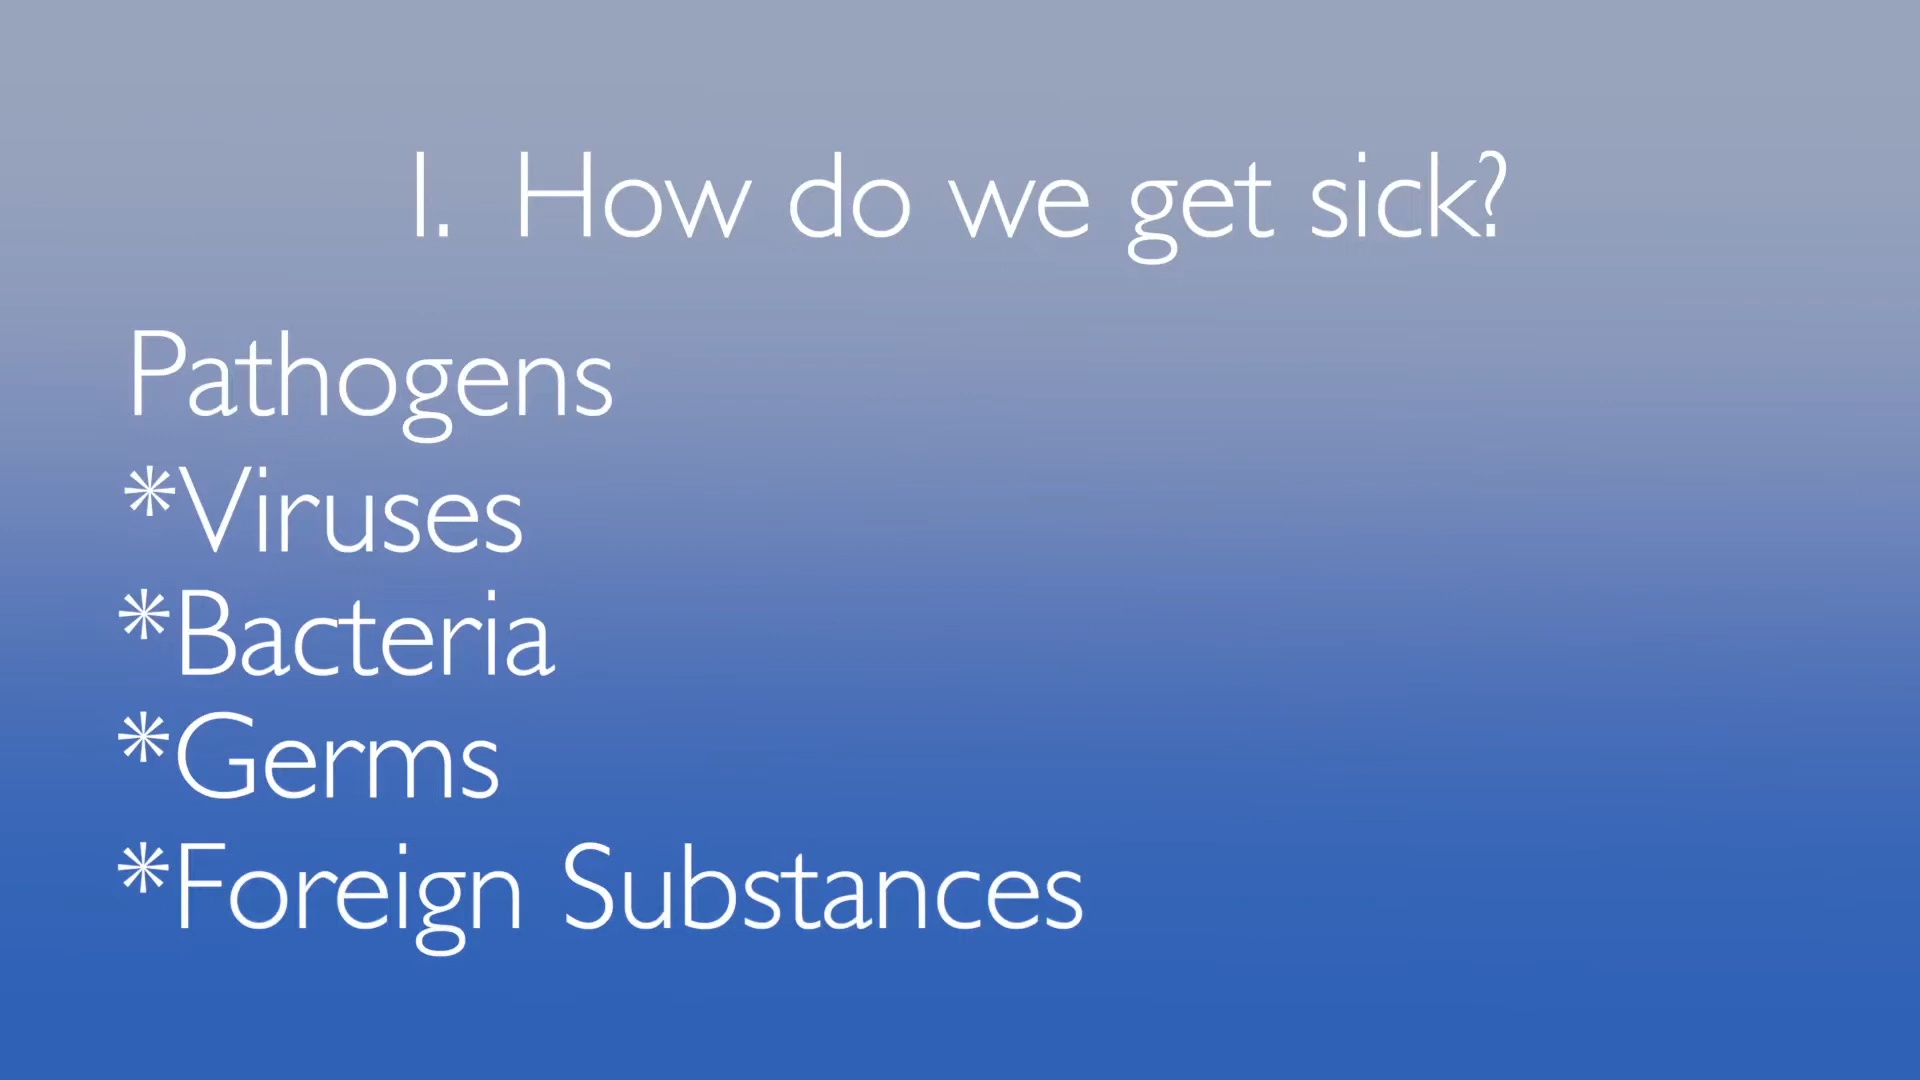 I. How do we get sick?
Pathogens
*Viruses
*Bacteria
*Germs
*Foreign Substances